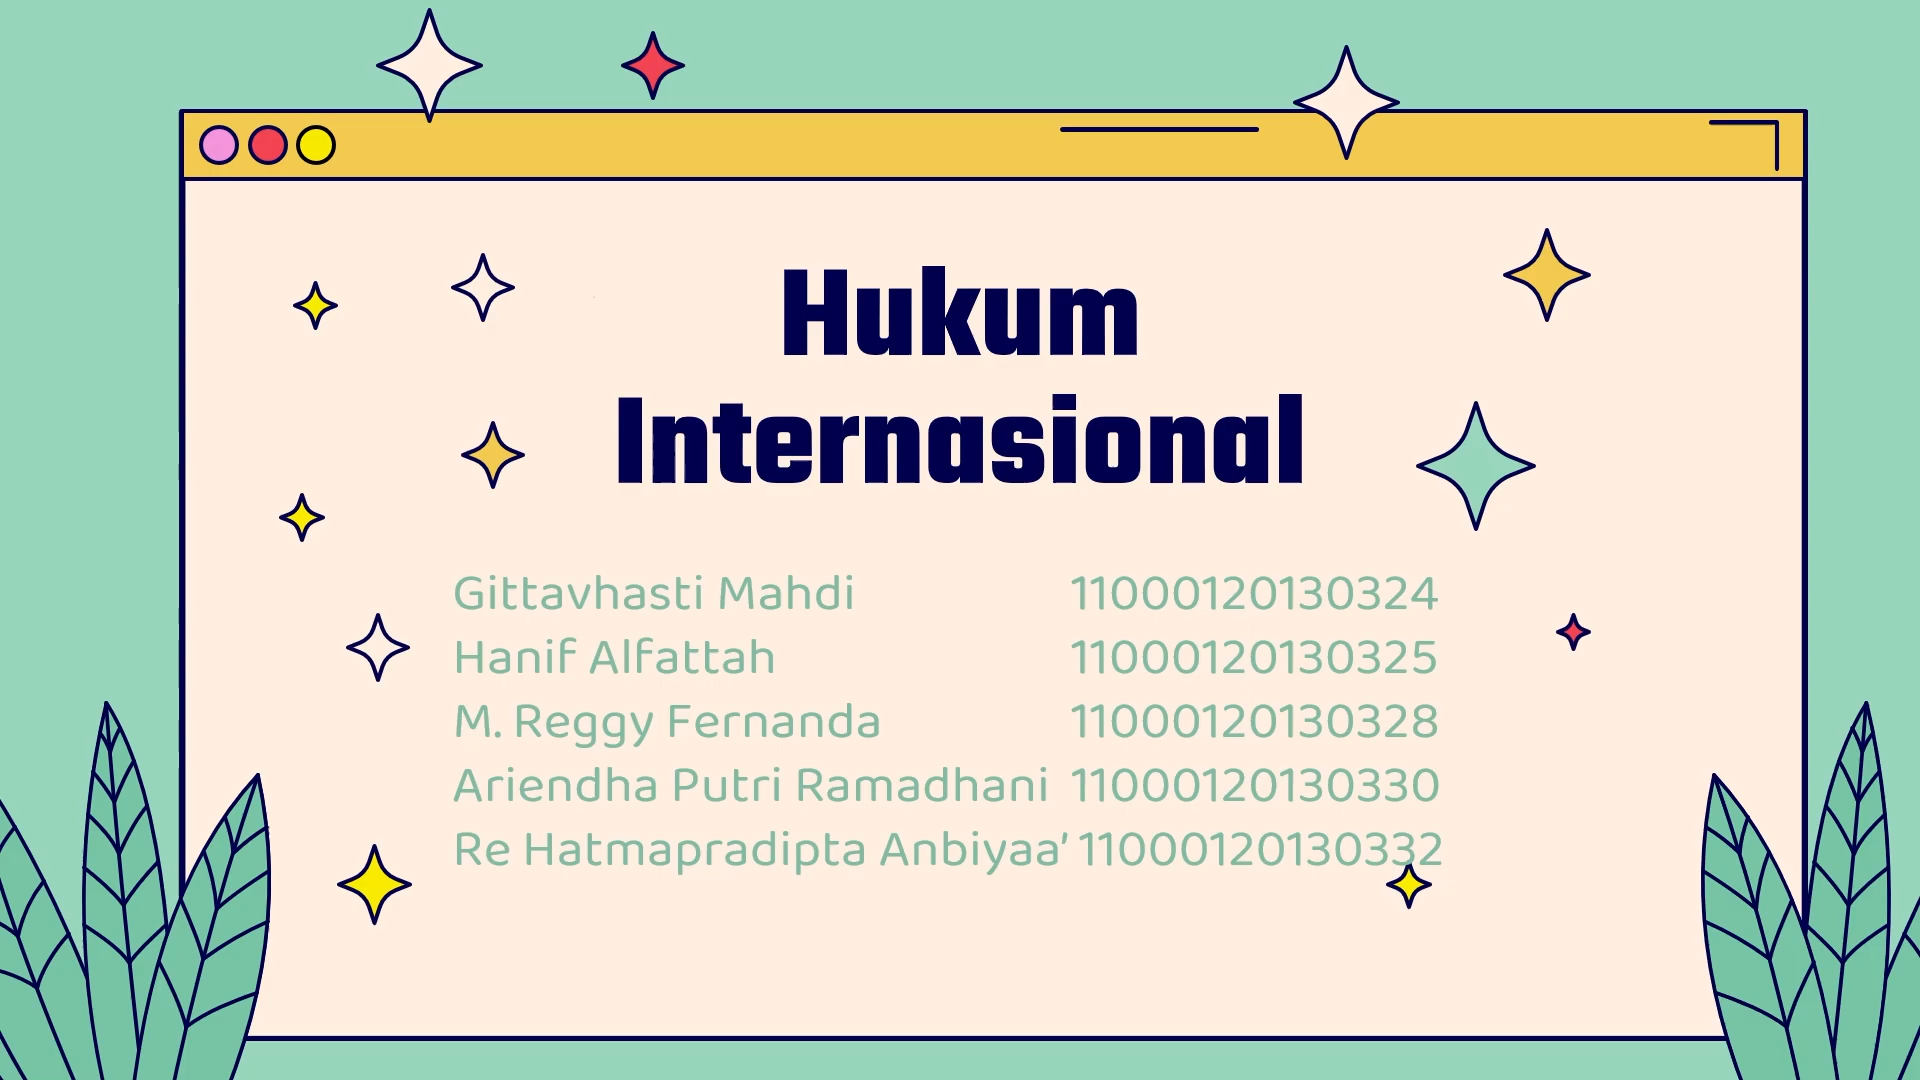 Hukum
Internasional
Gittavhasti Mahdi 11000120130324
Hanif Alfattah 11000120130325
M. Reggy Fernanda 11000120130328
Ariendha Putri Ramadhani 11000120130330
Re Hatmapradipta Anbiyaa’ 11000120130332